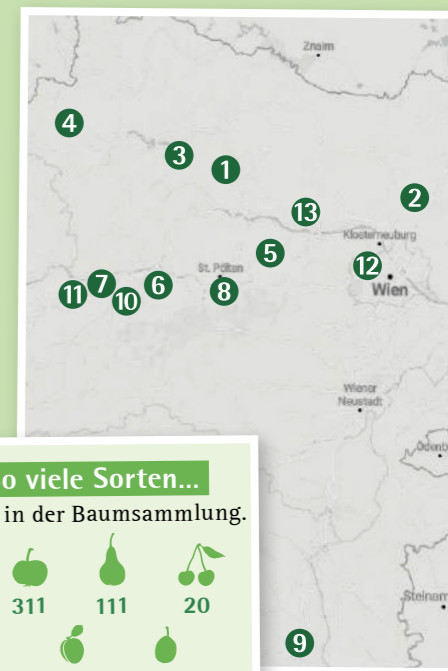 Znaim
4
3
1
2
13
Klosterneuburg
5
12
St. Pölten
Wien
11 7 10 6 8
Wiener
Neustadt
Ödenb
o viele Sorten...
in der Baumsammlung.
311 111 20
Steinam
9